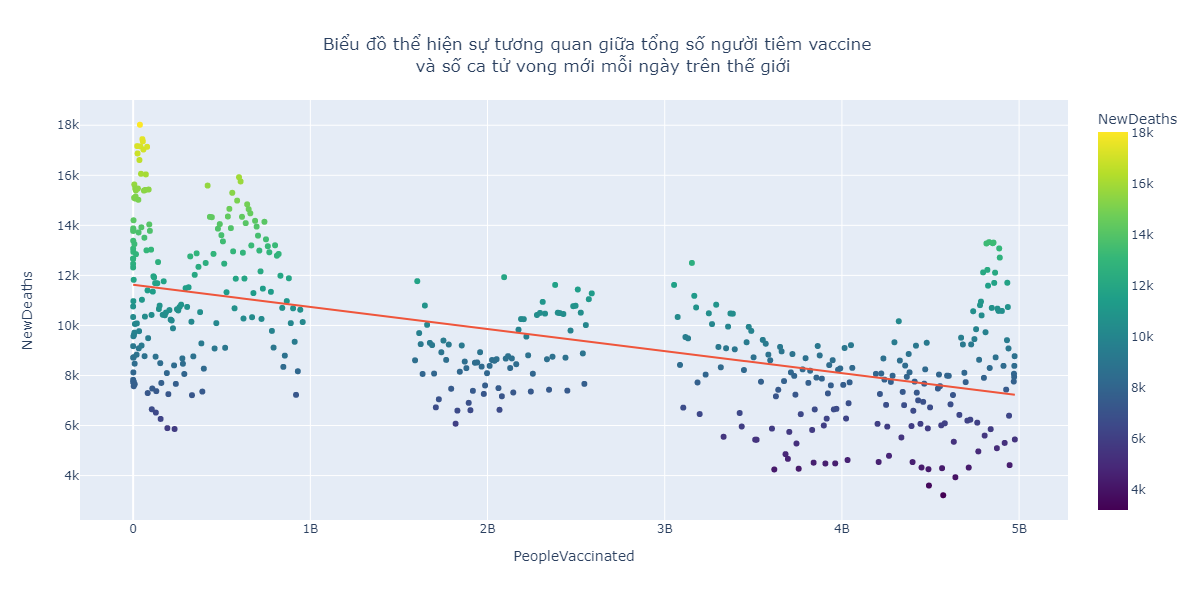 Biểu đồ thể hiện sự tương quan giữa tổng số người tiêm vaccine
và số ca tử vong mới mỗi ngày trên thế giới
NewDeaths
18k
16k
14k
12k
10k
8k
6k
4k
0
1B
2B
3B
4B
5B
PeopleVaccinated
NewDeaths
18k
16k
14k
12k
10k
8k
6k
4k